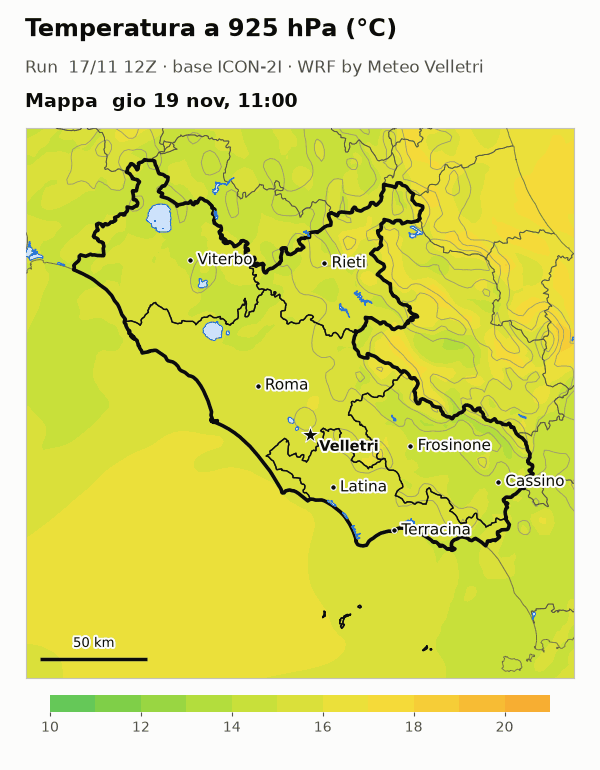 Temperatura a 925 hPa (°C)
Run  17/11 12Z · base ICON-2I · WRF by Meteo Velletri
Mappa  gio 19 nov, 11:00
Viterbo
Rieti
Roma
Velletri
Frosinone
Cassino
Latina
Terracina
50 km
10 12 14 16 18 20